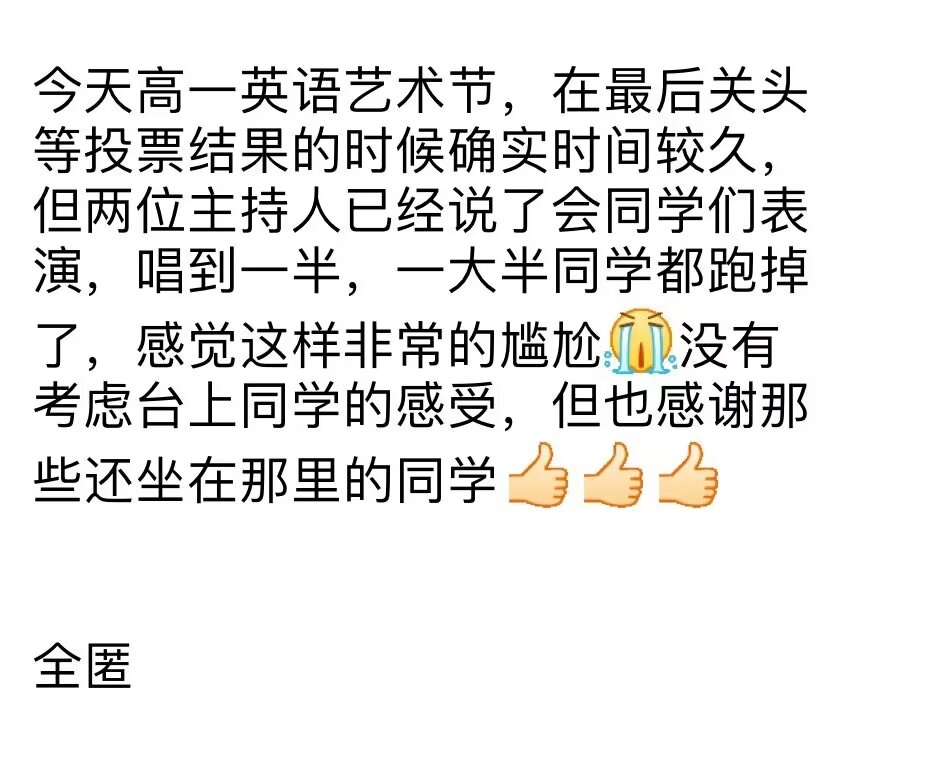 今天高一英语艺术节，在最后关头
等投票结果的时候确实时间较久，
但两位主持人已经说了会同学们表
演，唱到一半，一大半同学都跑掉
了，感觉这样非常的尴尬😭没有
考虑台上同学的感受，但也感谢那
些还坐在那里的同学👍👍👍
全匿